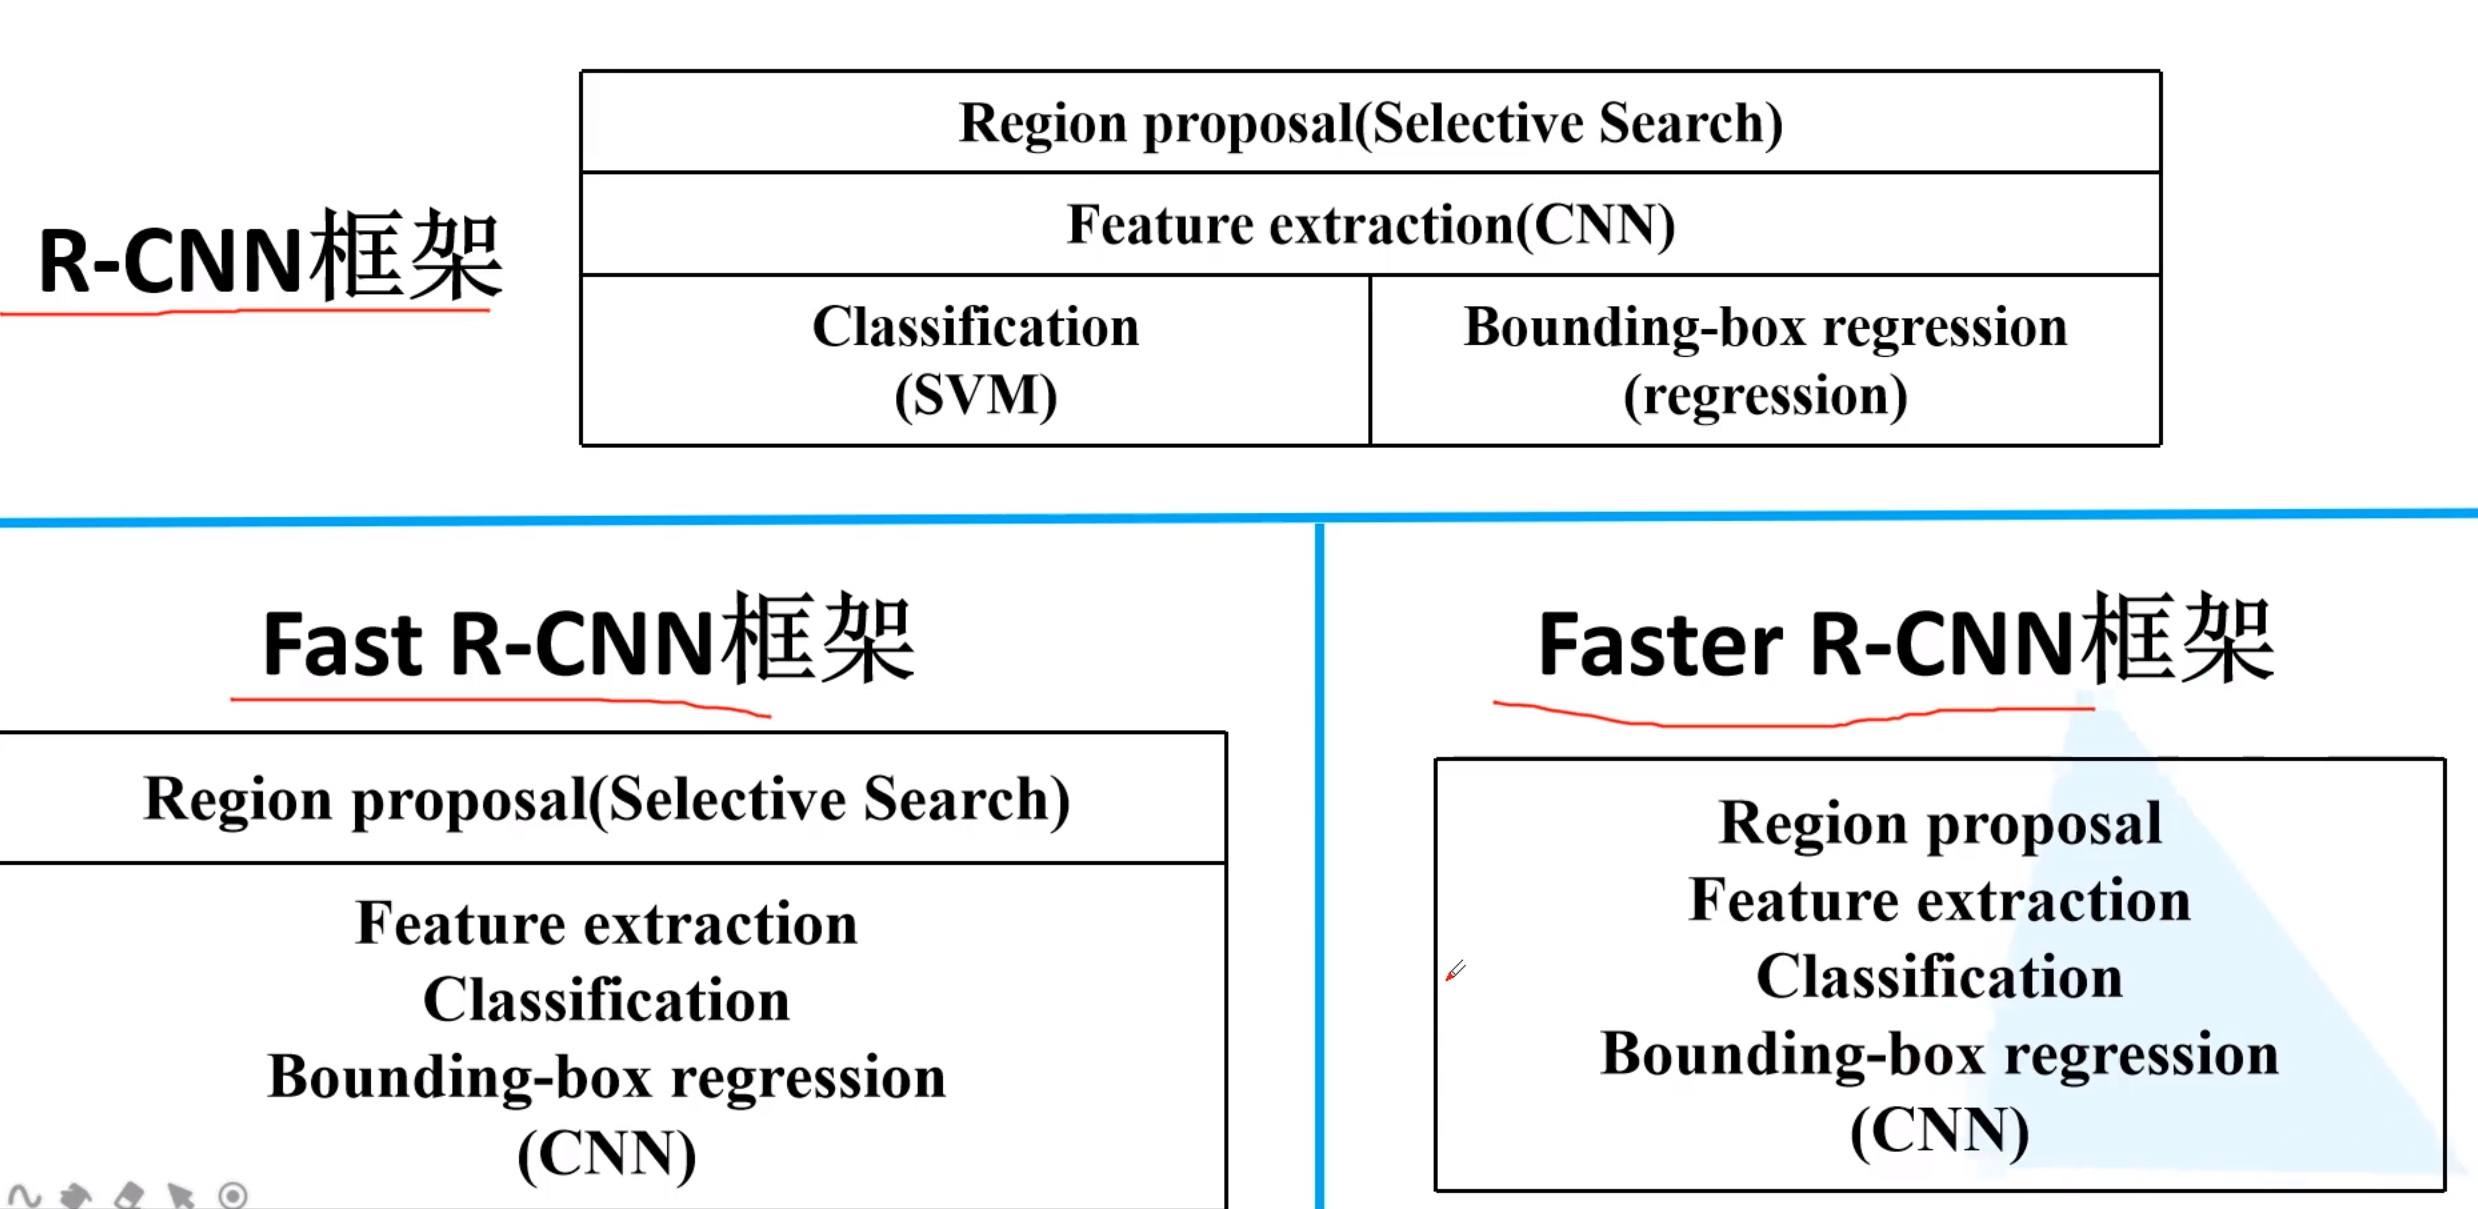 Region proposal(Selective Search)
Feature extraction(CNN)
R-CNN框架
Classification
(SVM)
Bounding-box regression
(regression)
Fast R-CNN框架
Region proposal(Selective Search)
Feature extraction
Classification
Bounding-box regression
(CNN)
Faster R-CNN框架
Region proposal
Feature extraction
Classification
Bounding-box regression
(CNN)